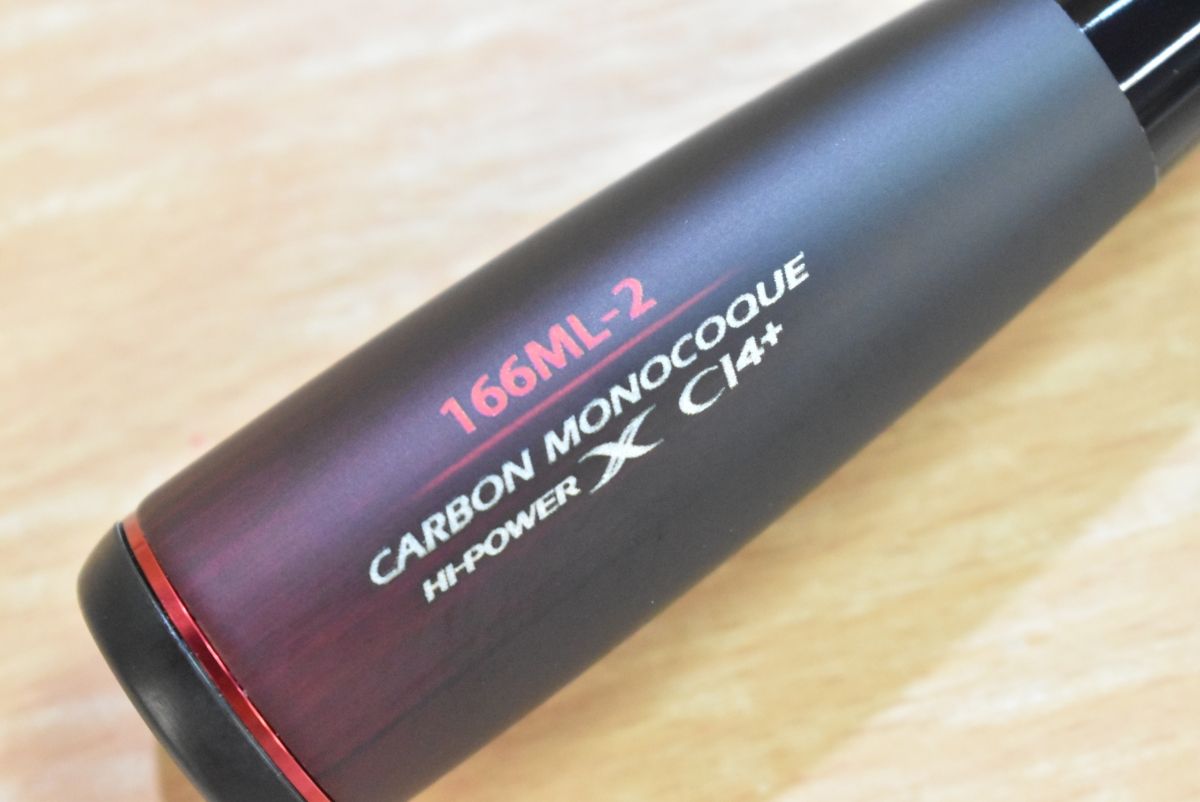 166ML-2
CARBON MONOCOQUE
HI-POWER X CI4+